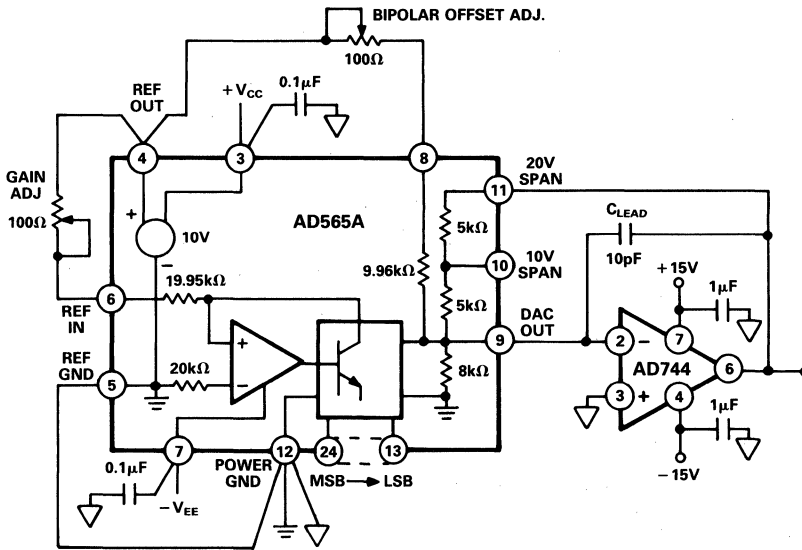 BIPOLAR OFFSET ADJ.
100Ω
REF
OUT
+VCC
0.1µF
4
3
8
20V
SPAN
11
GAIN
ADJ
100Ω
+
10V
−
AD565A
5kΩ
CLEAD
10pF
9.96kΩ
10
10V
SPAN
+15V
1µF
6
19.95kΩ
5kΩ
REF
IN
DAC
OUT
9
+
2
−
7
REF
GND
AD744
6
5
20kΩ
−
8kΩ
3
+
4
1µF
7
POWER
GND
12
24
13
0.1µF
−VEE
MSB
LSB
−15V